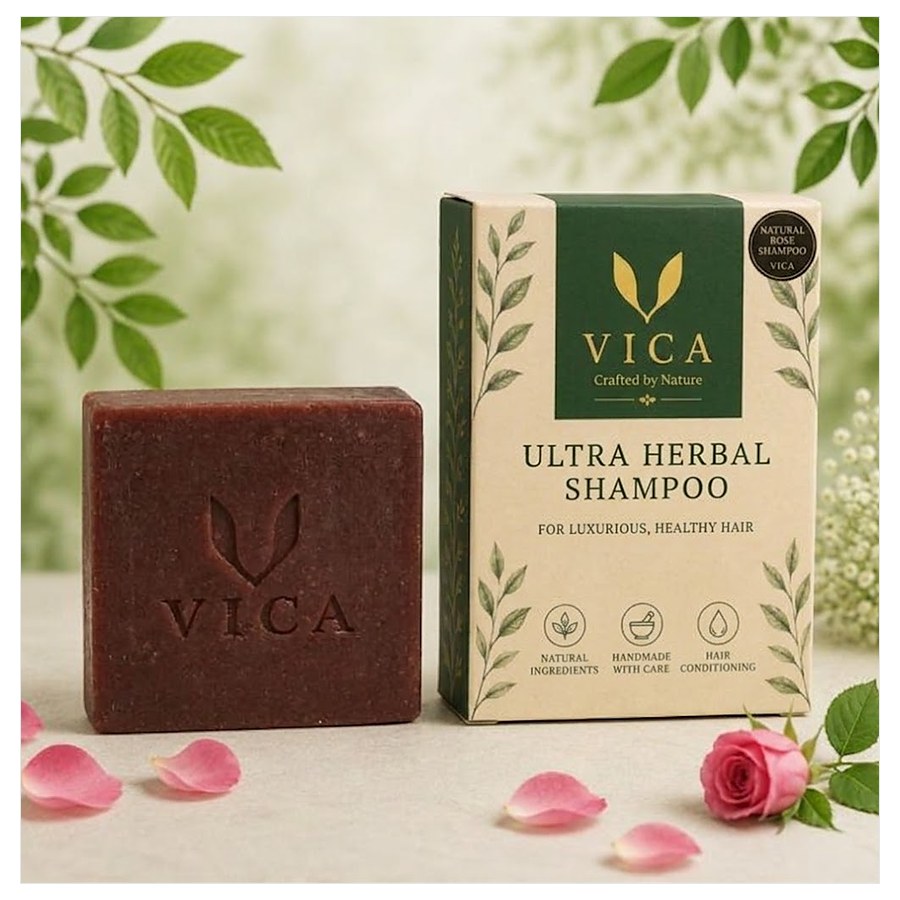 VICA
NATURAL
ROSE
SHAMPOO
VICA
VICA
Crafted by Nature
ULTRA HERBAL
SHAMPOO
FOR LUXURIOUS, HEALTHY HAIR
NATURAL
INGREDIENTS
HANDMADE
WITH CARE
HAIR
CONDITIONING